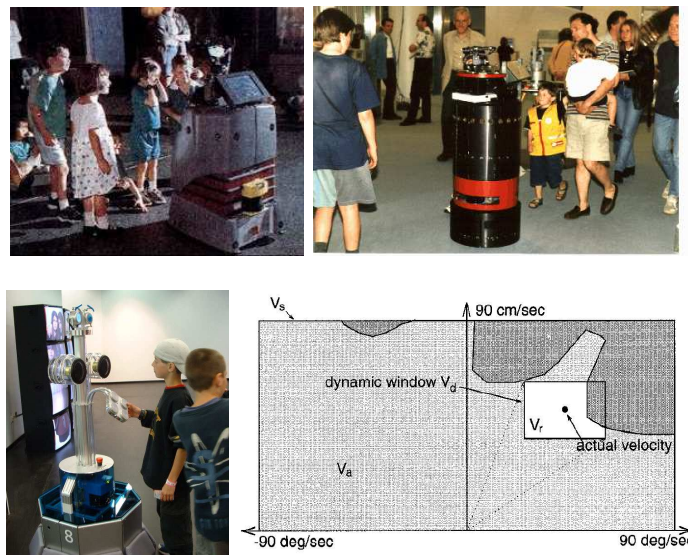 8
Vs
90 cm/sec
dynamic window Vd
Vr
actual velocity
Va
-90 deg/sec
90 deg/sec